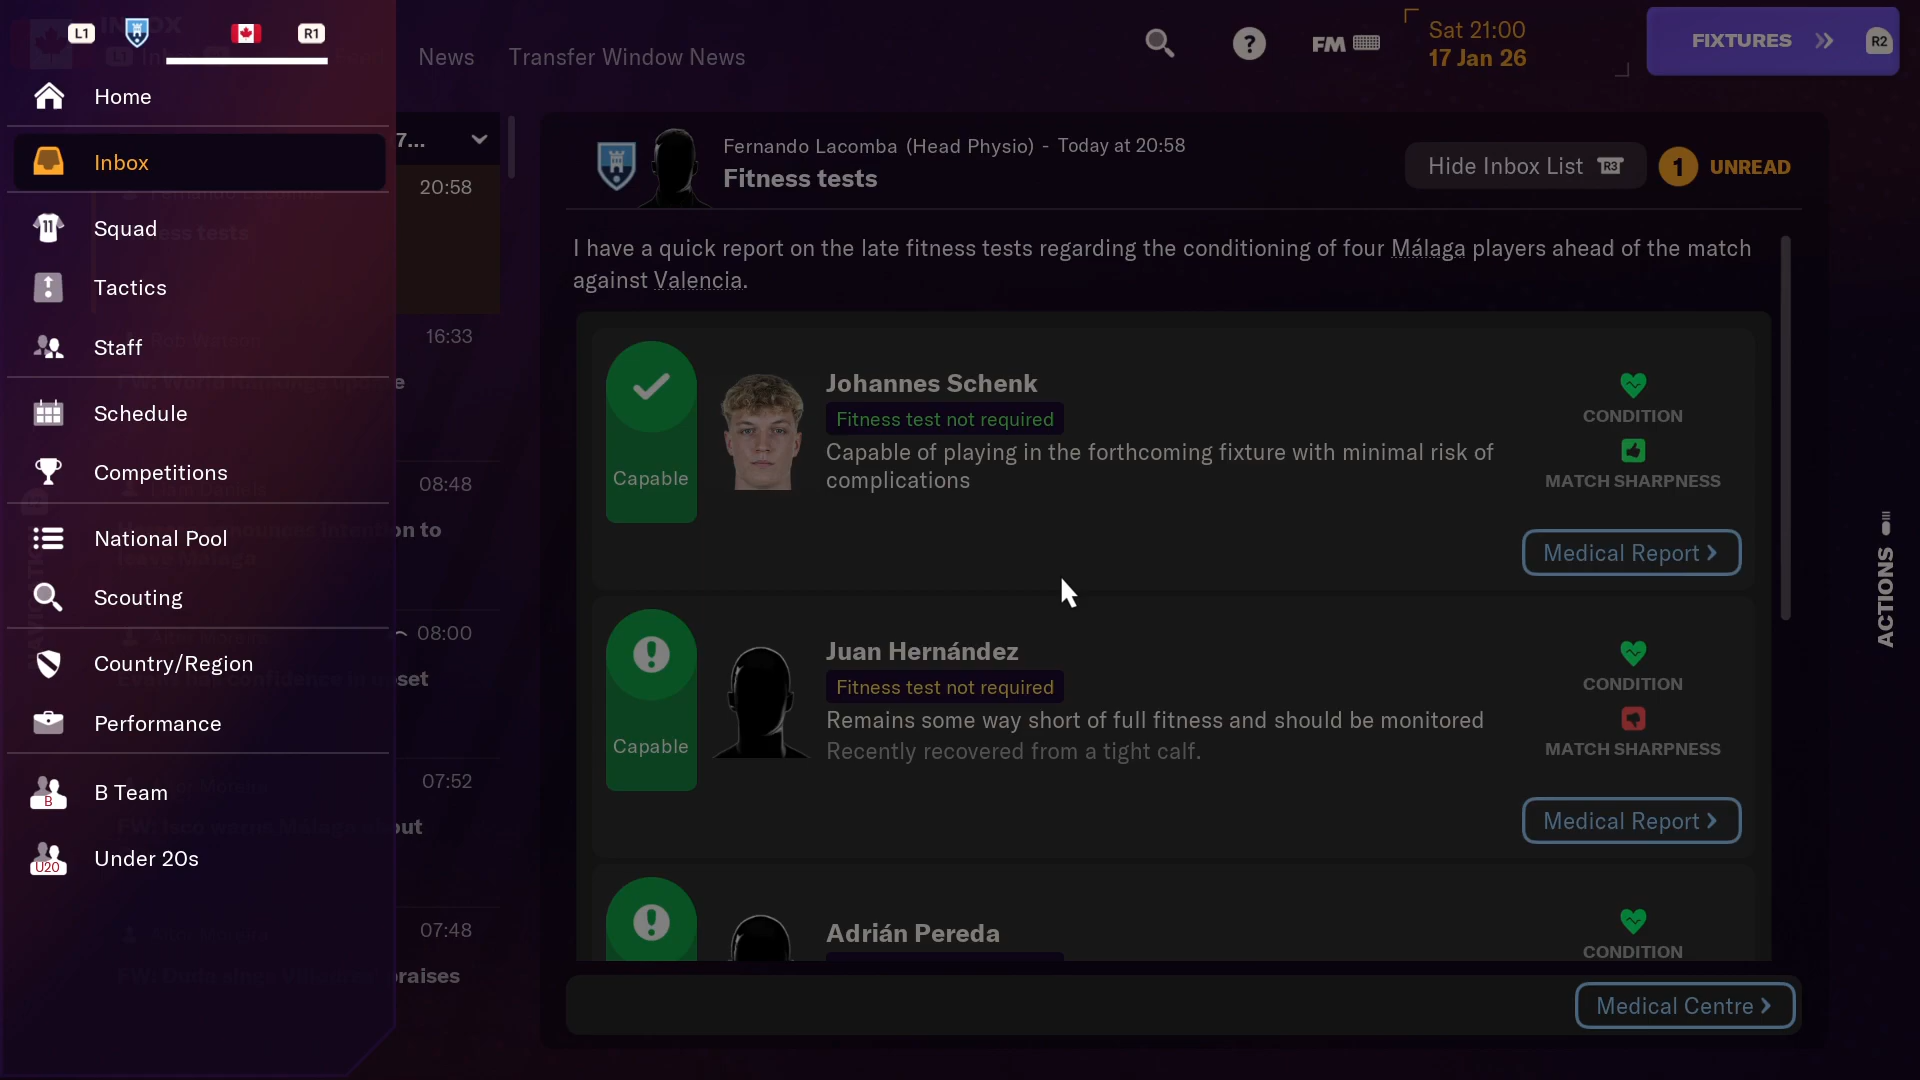 L1
R1
Home
Inbox
Squad
Tactics
Staff
Schedule
Competitions
National Pool
Scouting
Country/Region
Performance
B
B Team
U20
Under 20s
News
Transfer Window News
?
FM
Sat 21:00
17 Jan 26
FIXTURES
R2
7...
20:58
16:33
08:48
on to
08:00
07:52
07:48
Fernando Lacomba (Head Physio) - Today at 20:58
Fitness tests
Hide Inbox List R3
1 UNREAD
I have a quick report on the late fitness tests regarding the conditioning of four Málaga players ahead of the match
against Valencia.
Capable
Johannes Schenk
Fitness test not required
Capable of playing in the forthcoming fixture with minimal risk of
complications
CONDITION
MATCH SHARPNESS
Medical Report
Capable
Juan Hernández
Fitness test not required
Remains some way short of full fitness and should be monitored
Recently recovered from a tight calf.
CONDITION
MATCH SHARPNESS
Medical Report
Adrián Pereda
CONDITION
Medical Centre
ACTIONS